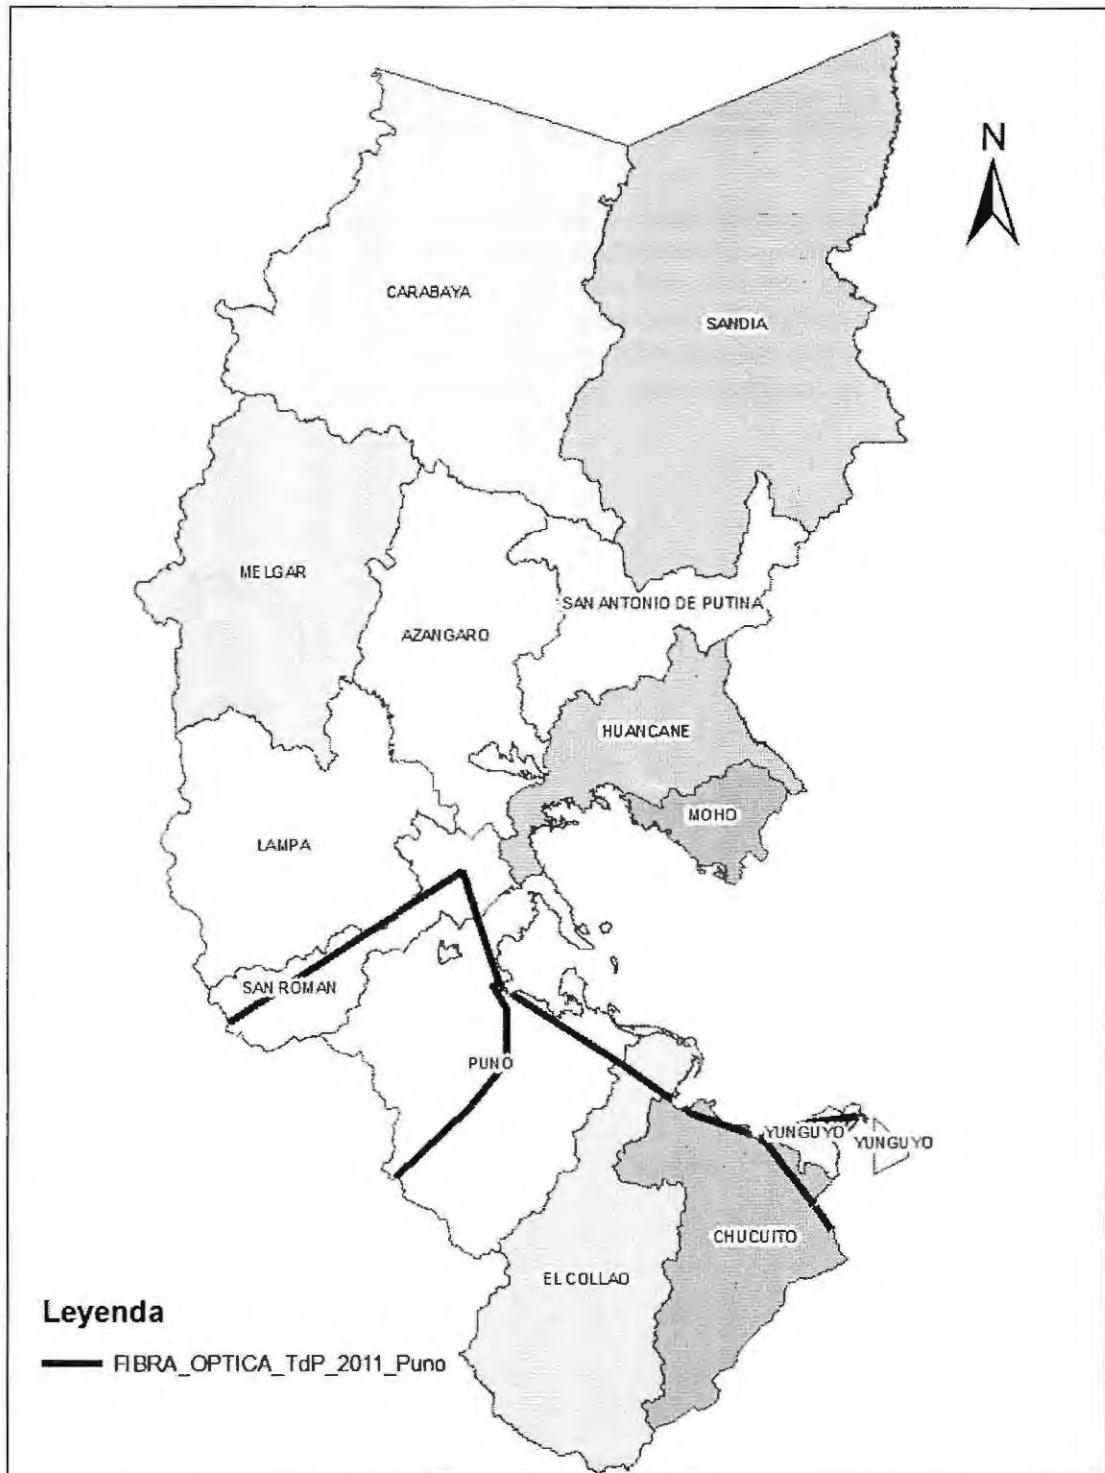 N
CARABAYA
SANDIA
MELGAR
SAN ANTONIO DE PUTINA
AZANGARO
HUANCANE
MOHO
LAMPA
SAN ROMAN
PUNO
YUNGUYO
YUNGUYO
CHUCUITO
EL COLLAO
Leyenda
FIBRA_OPTICA_TdP_2011_Puno